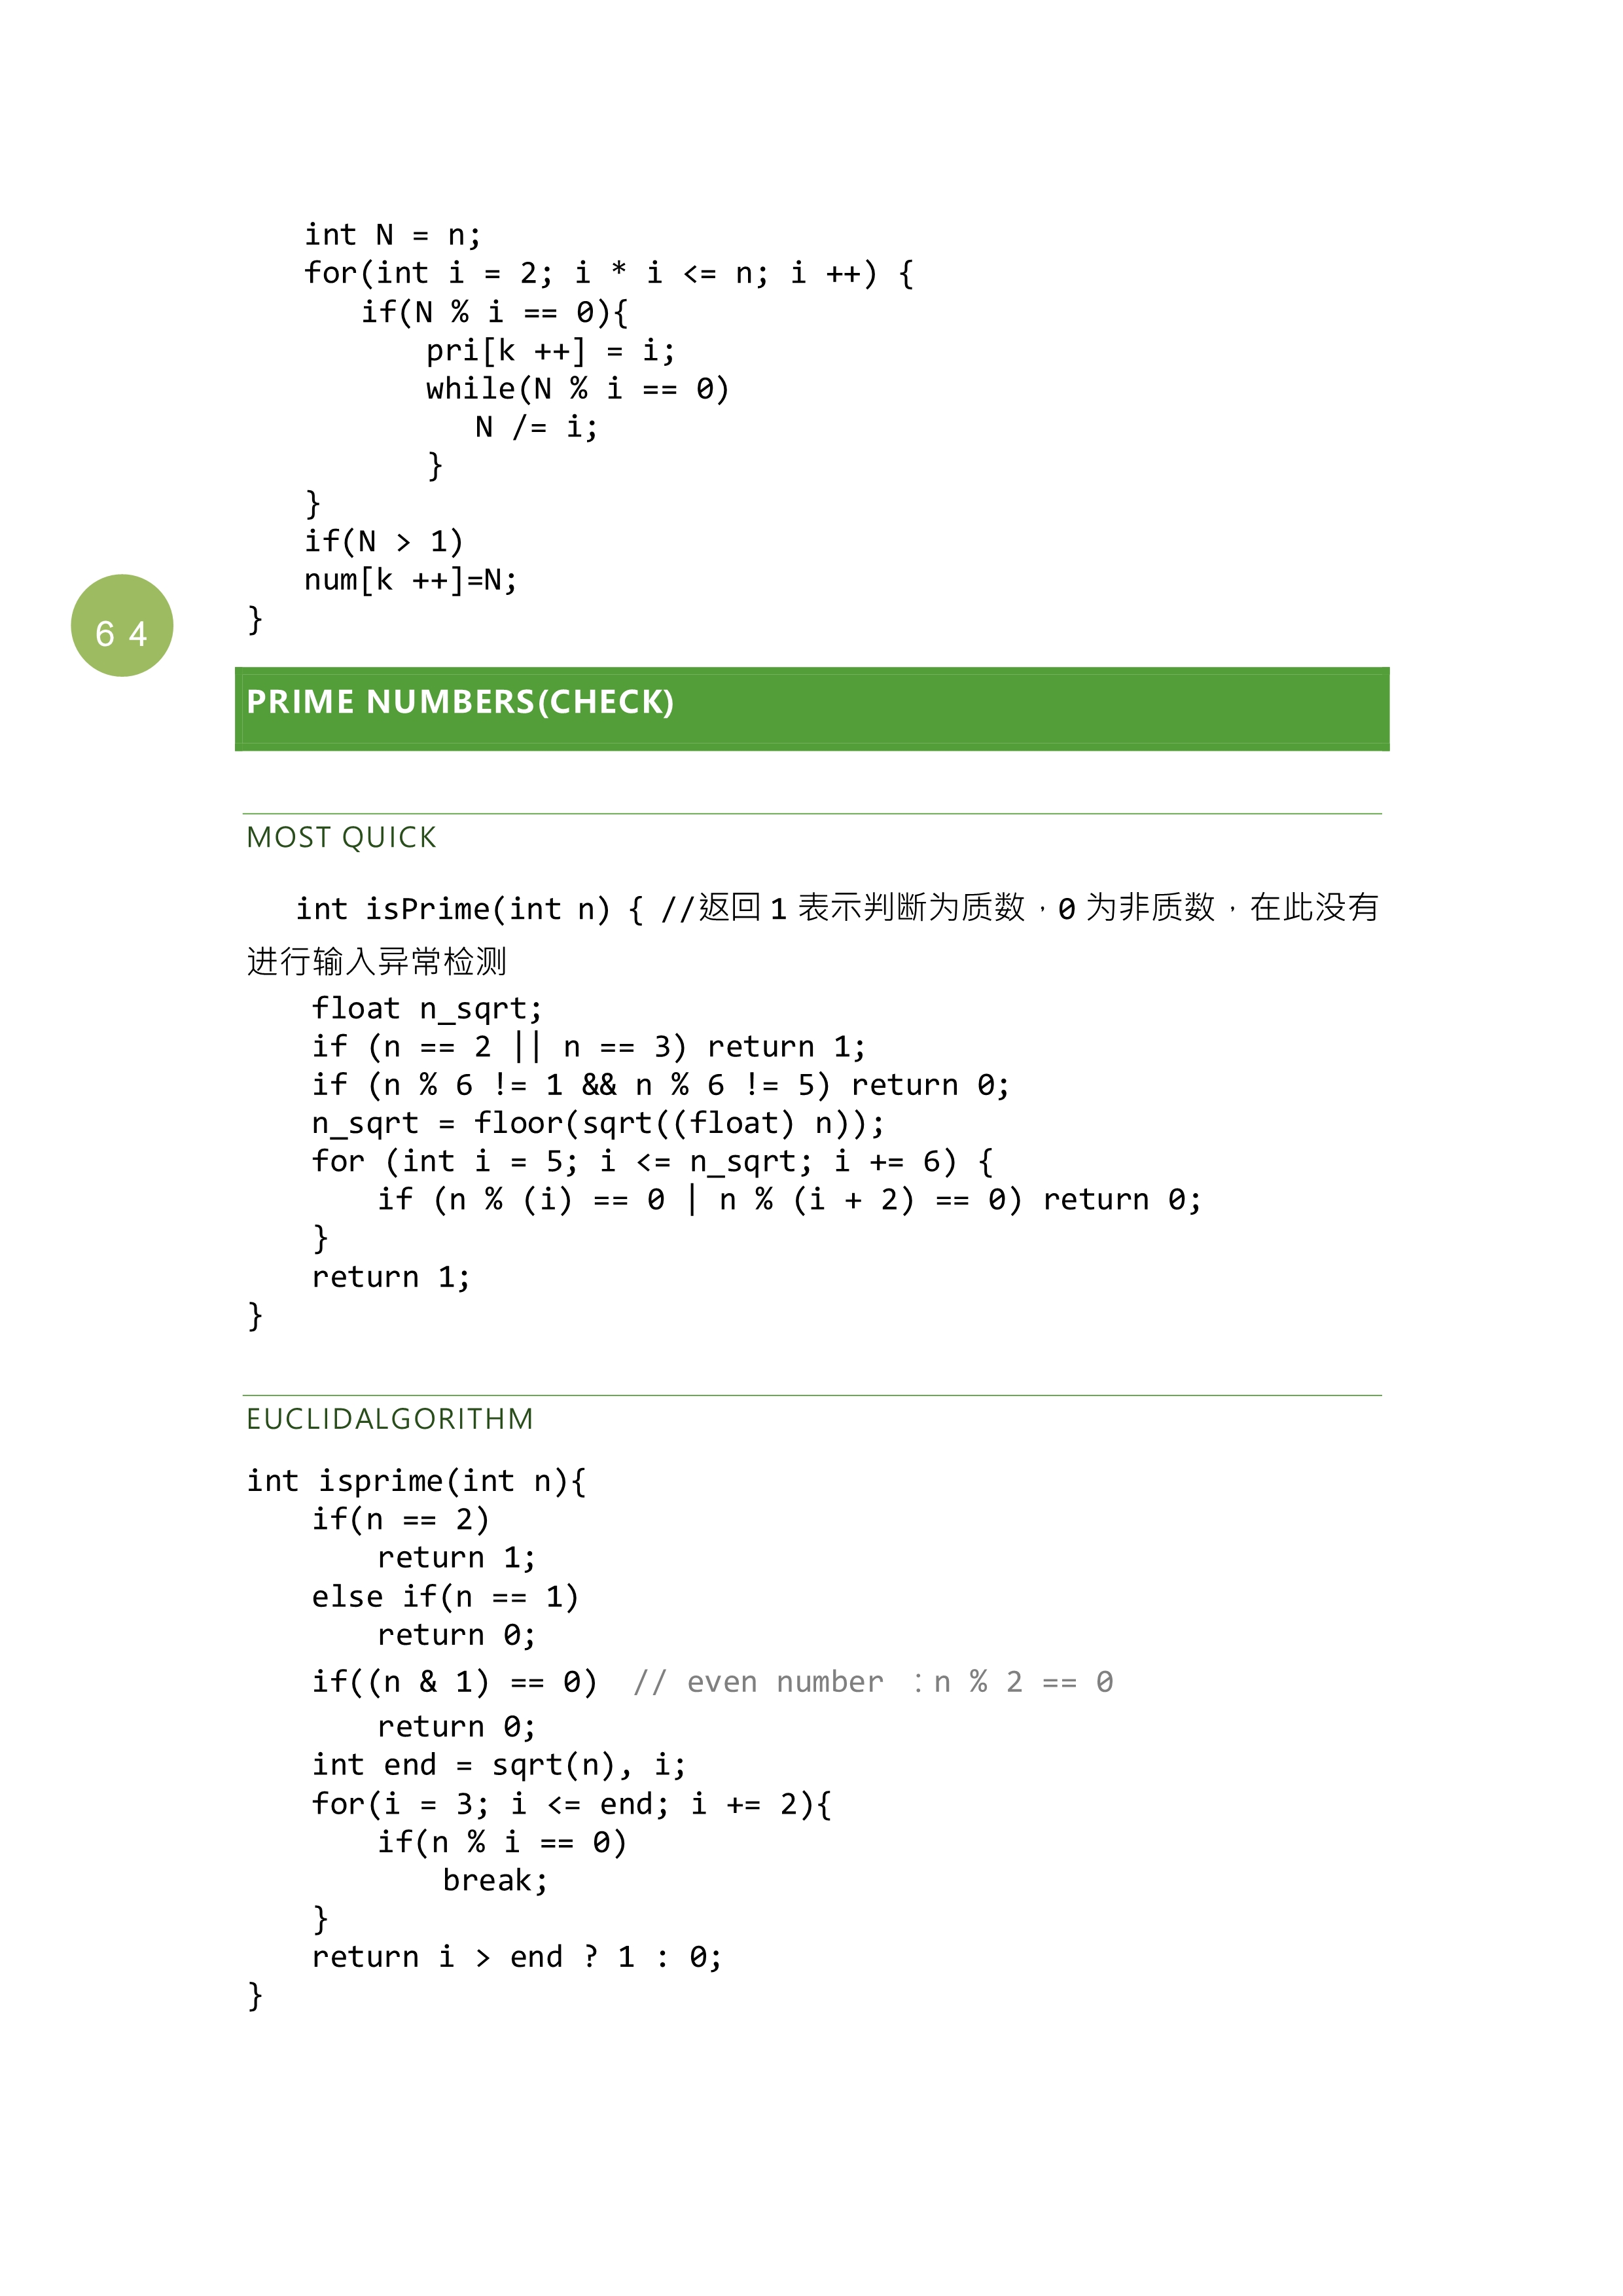 int N = n;
for(int i = 2; i * i <= n; i ++) {
if(N % i == 0){
pri[k ++] = i;
while(N % i == 0)
N /= i;
}
}
if(N > 1)
num[k ++]=N;
}
64
PRIME NUMBERS(CHECK)
MOST QUICK
int isPrime(int n) { //返回 1 表示判断为质数，0 为非质数，在此没有
进行输入异常检测
float n_sqrt;
if (n == 2 || n == 3) return 1;
if (n % 6 != 1 && n % 6 != 5) return 0;
n_sqrt = floor(sqrt((float) n));
for (int i = 5; i <= n_sqrt; i += 6) {
if (n % (i) == 0 | n % (i + 2) == 0) return 0;
}
return 1;
}
EUCLIDALGORITHM
int isprime(int n){
if(n == 2)
return 1;
else if(n == 1)
return 0;
if((n & 1) == 0)  // even number ：n % 2 == 0
return 0;
int end = sqrt(n), i;
for(i = 3; i <= end; i += 2){
if(n % i == 0)
break;
}
return i > end ? 1 : 0;
}